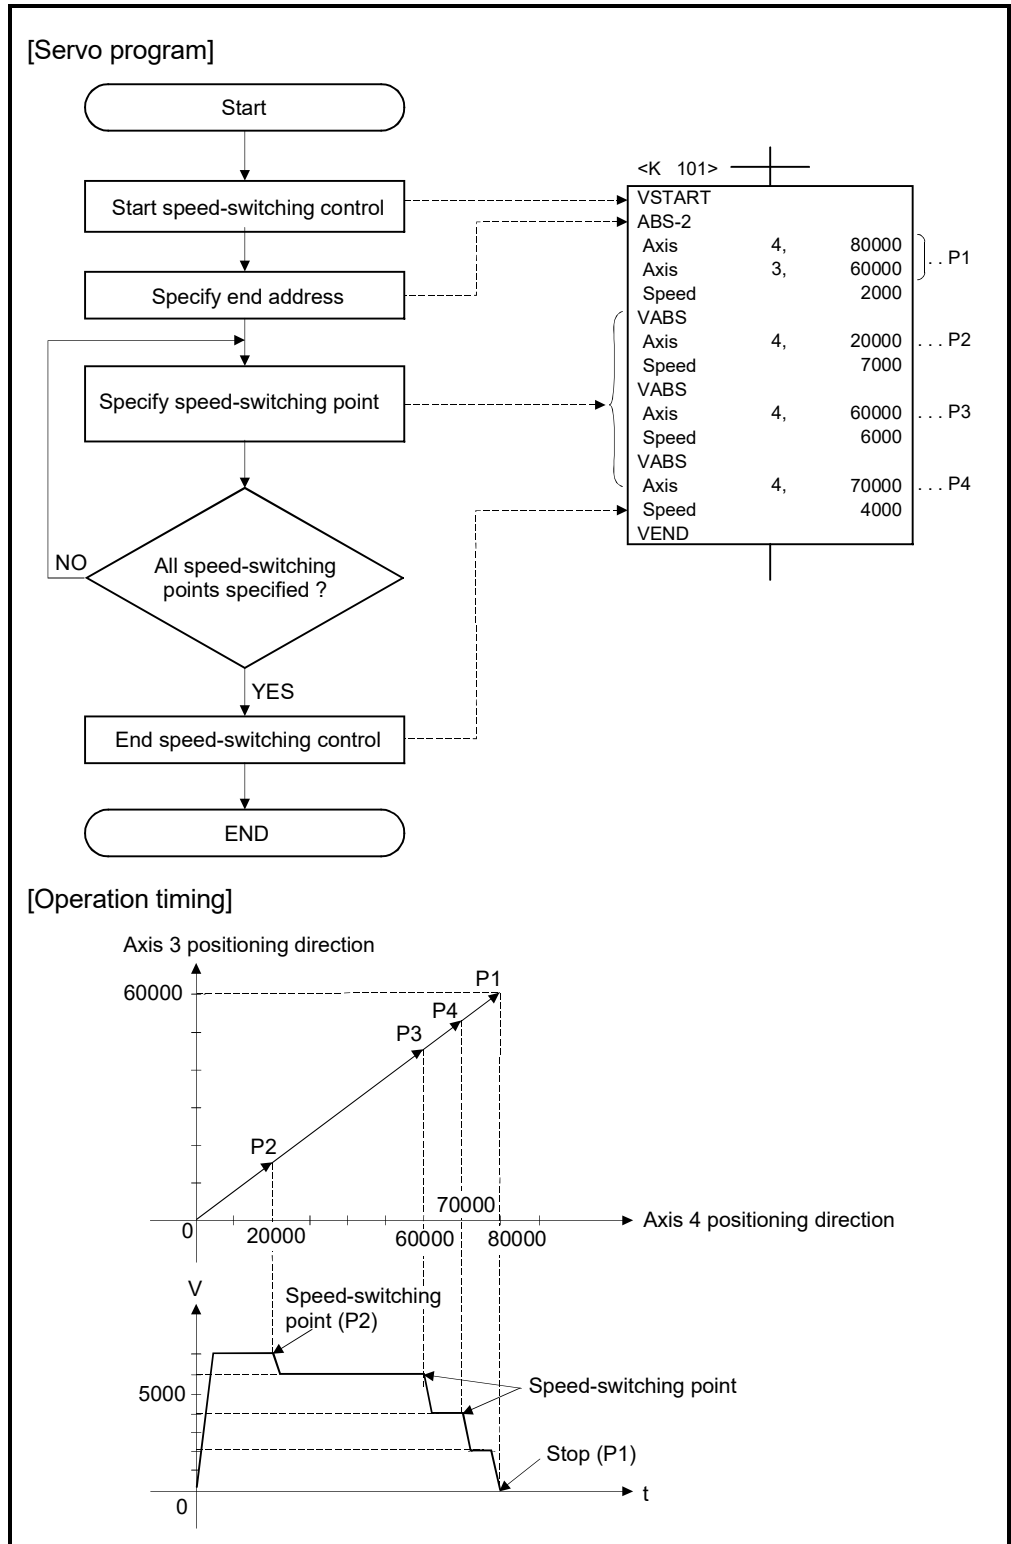 [Servo program]
Start
Start speed-switching control
Specify end address
Specify speed-switching point
NO
All speed-switching
points specified ?
YES
End speed-switching control
END
<K 101>
VSTART
ABS-2
Axis 4, 80000
Axis 3, 60000
. . P1
Speed 2000
VABS
Axis 4, 20000 . . . P2
Speed 7000
VABS
Axis 4, 60000 . . . P3
Speed 6000
VABS
Axis 4, 70000 . . . P4
Speed 4000
VEND
[Operation timing]
Axis 3 positioning direction
60000
P1
P4
P3
P2
70000
0
20000
60000
80000
Axis 4 positioning direction
V
Speed-switching
point (P2)
5000
Speed-switching point
Stop (P1)
0
t